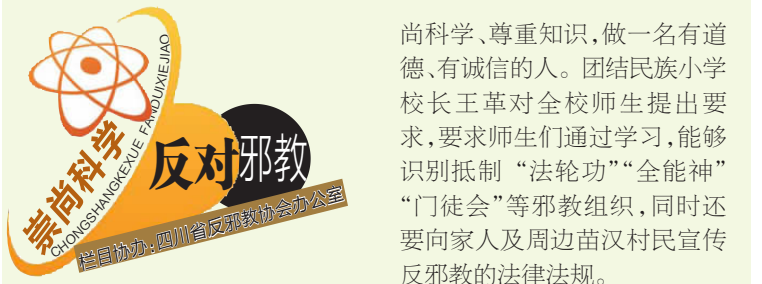 崇尚科学
CHONGSHANGKEXUE FANDUIXIEJIAO
反对邪教
栏目协办:四川省反邪教协会办公室
尚科学、尊重知识,做一名有道
德、有诚信的人。团结民族小学
校长王革对全校师生提出要
求,要求师生们通过学习,能够
识别抵制“法轮功”“全能神”
“门徒会”等邪教组织,同时还
要向家人及周边苗汉村民宣传
反邪教的法律法规。